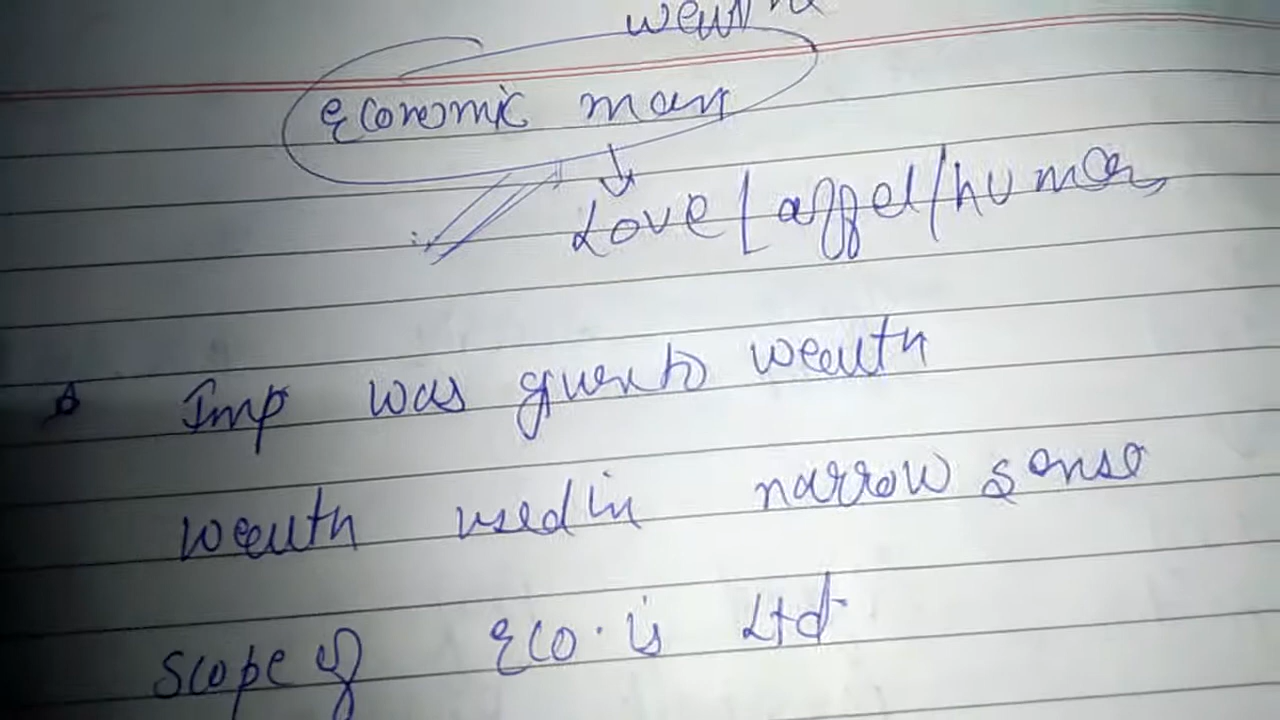 economic man
Love / affel / human
Imp was given to wealth
wealth used in narrow sense
scope of Eco. is Ltd.